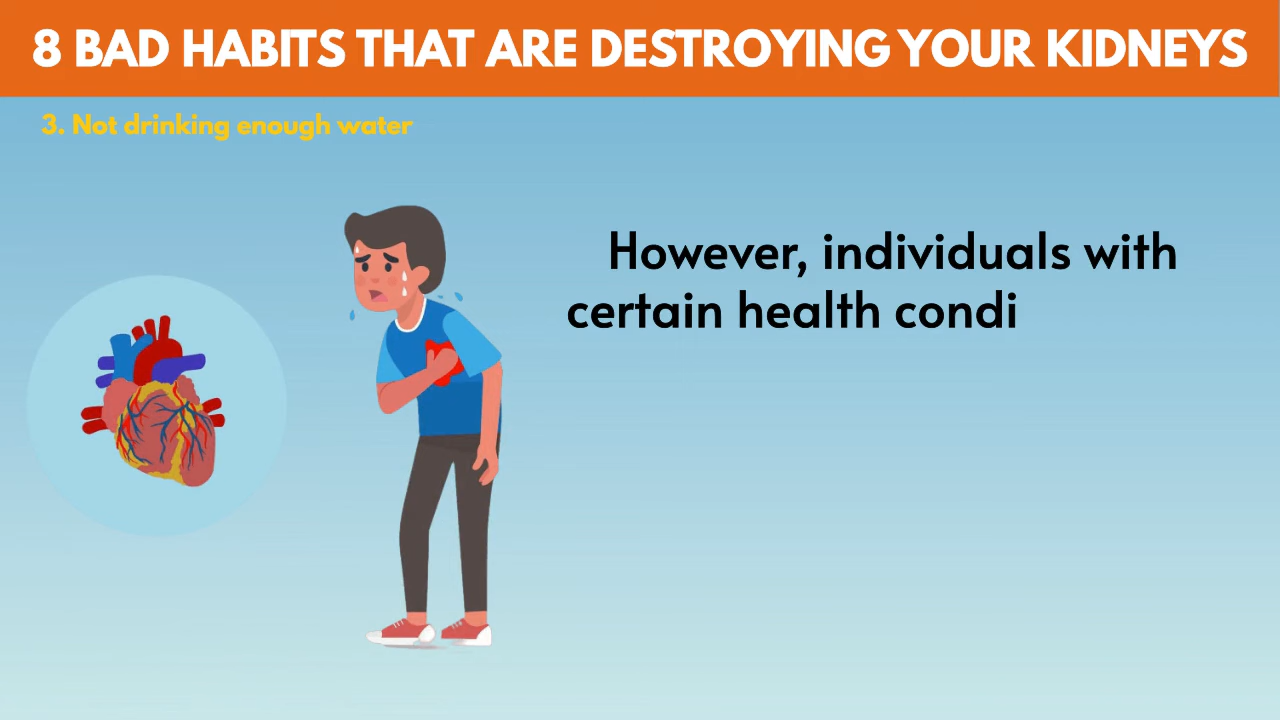 8 BAD HABITS THAT ARE DESTROYING YOUR KIDNEYS
3. Not drinking enough water
However, individuals with
certain health condi